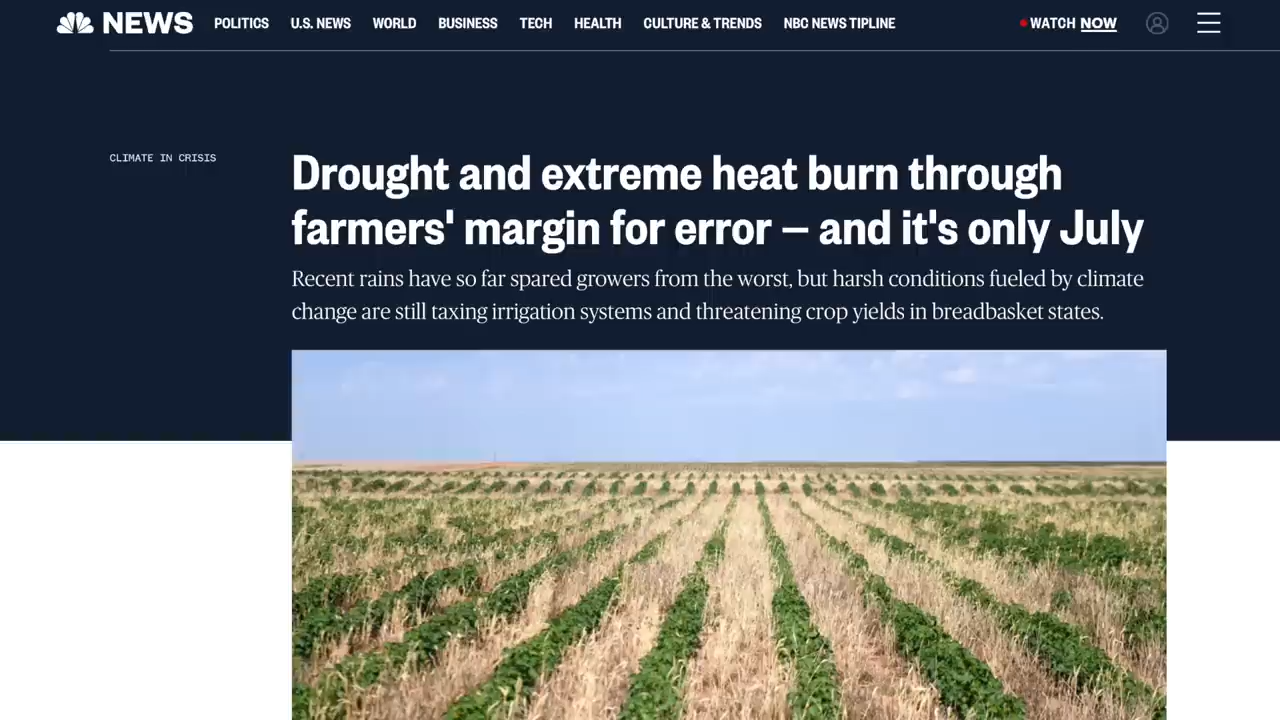 NEWS POLITICS U.S. NEWS WORLD BUSINESS TECH HEALTH CULTURE & TRENDS NBC NEWS TIPLINE WATCH NOW
CLIMATE IN CRISIS
Drought and extreme heat burn through
farmers' margin for error — and it's only July
Recent rains have so far spared growers from the worst, but harsh conditions fueled by climate
change are still taxing irrigation systems and threatening crop yields in breadbasket states.